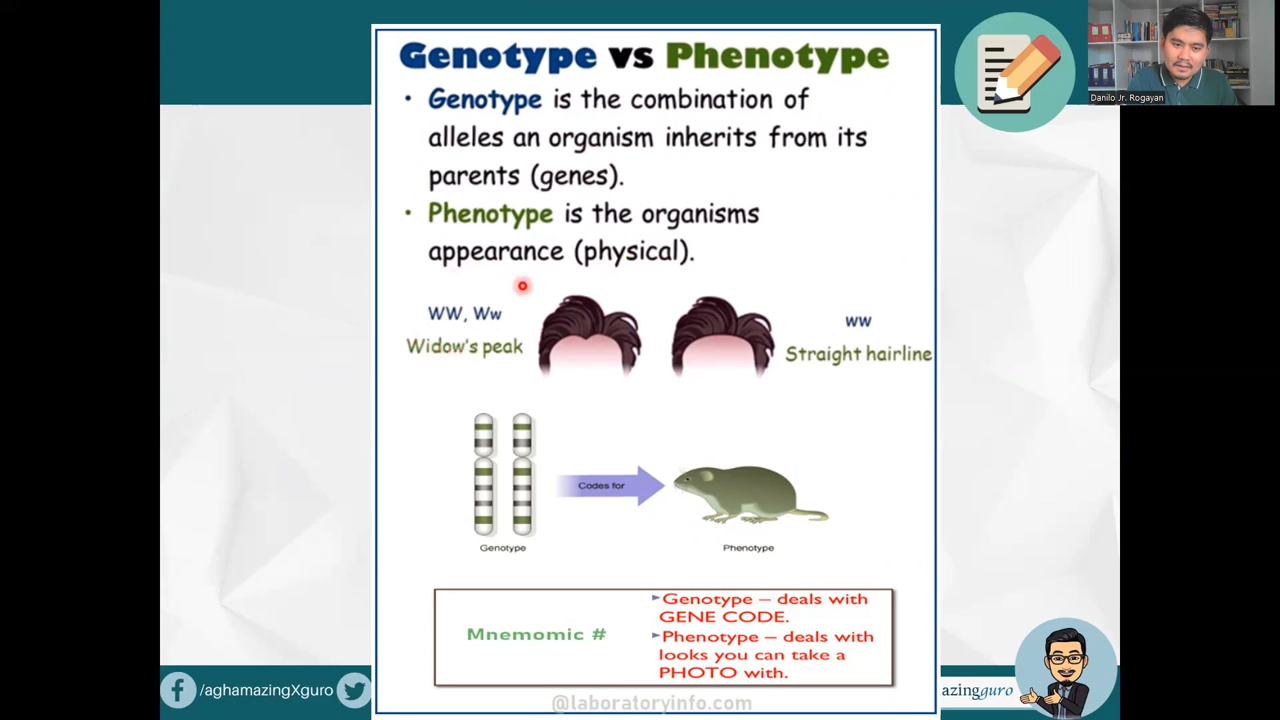 Genotype vs Phenotype
• Genotype is the combination of
alleles an organism inherits from its
parents (genes).
• Phenotype is the organisms
appearance (physical).
WW, Ww
Widow's peak
ww
Straight hairline
Codes for
Genotype
Phenotype
Mnemomic #
Genotype – deals with
GENE CODE.
Phenotype – deals with
looks you can take a
PHOTO with.
@laboratoryinfo.com
/aghamazingXguro
azingguro
Danilo Jr. Rogayan